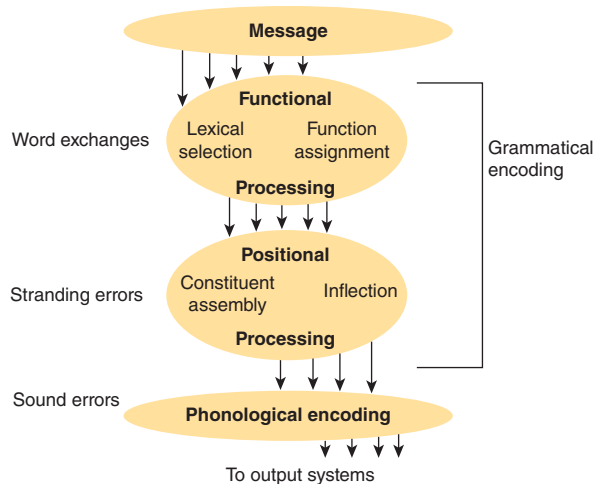 Message
Functional
Word exchanges
Lexical selection
Function assignment
Processing
Grammatical encoding
Positional
Stranding errors
Constituent assembly
Inflection
Processing
Sound errors
Phonological encoding
To output systems